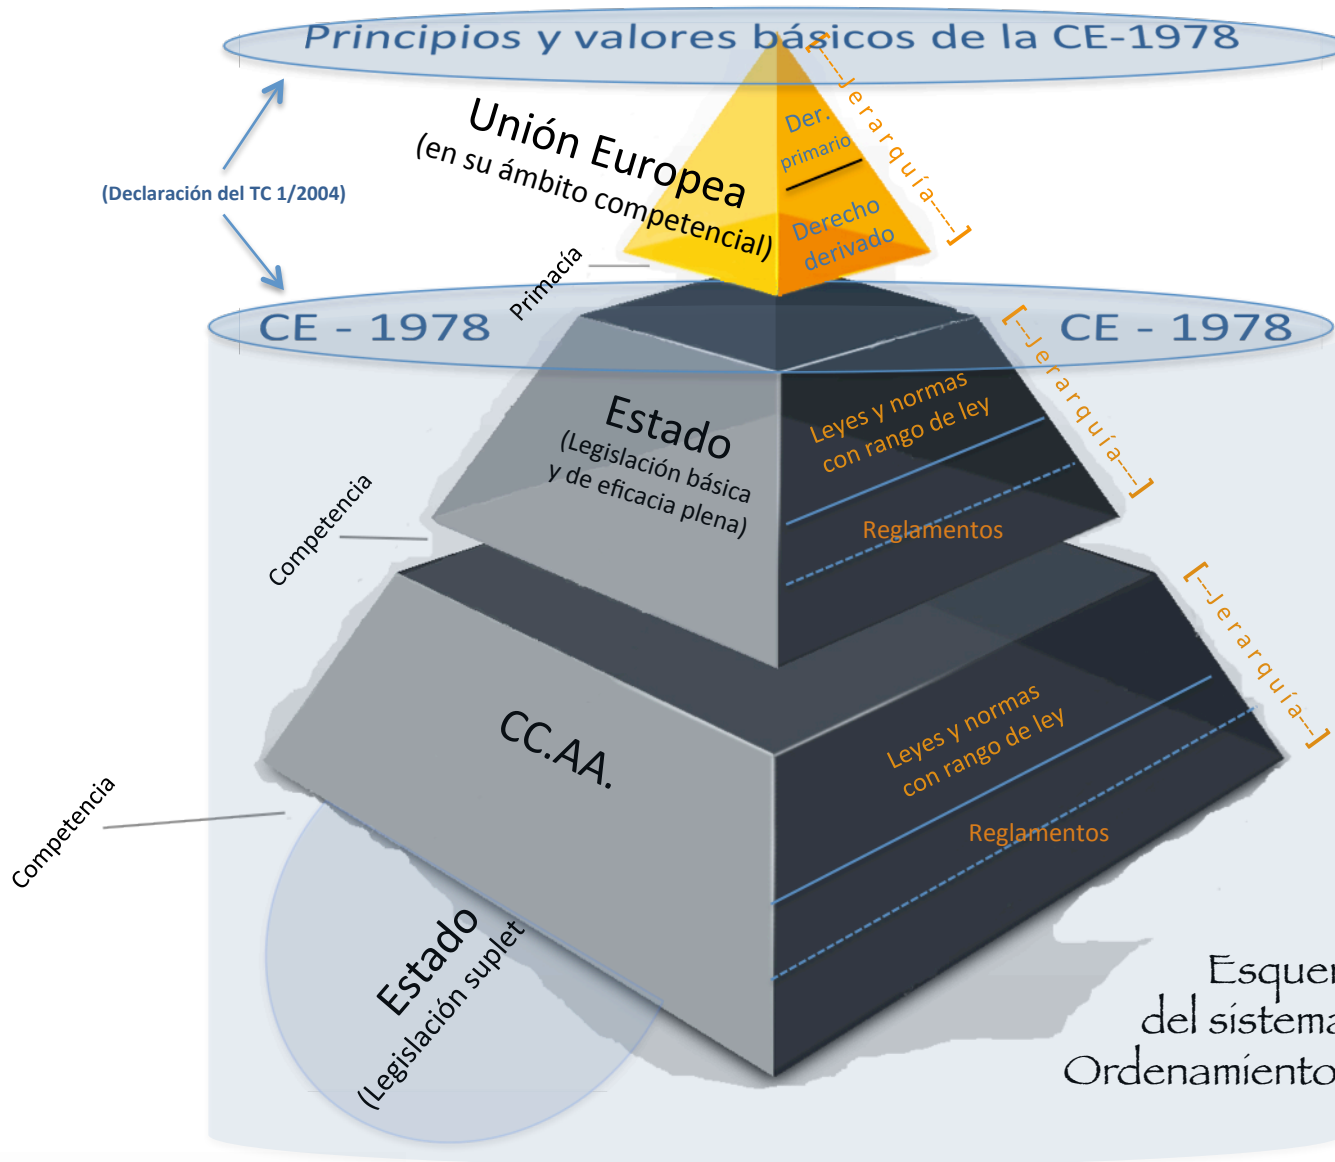 Principios y valores básicos de la CE-1978
[----Jerarquía----]
Der.
primario
Unión Europea
(en su ámbito competencial)
(Declaración del TC 1/2004)
Derecho
derivado
Primacía
CE - 1978
CE - 1978
[---Jerarquía---]
Leyes y normas
con rango de ley
Estado
(Legislación básica
y de eficacia plena)
Reglamentos
Competencia
[---Jerarquía---]
Leyes y normas
con rango de ley
CC.AA.
Reglamentos
Competencia
Estado
(Legislación suplet
Esquer
del sistema
Ordenamiento